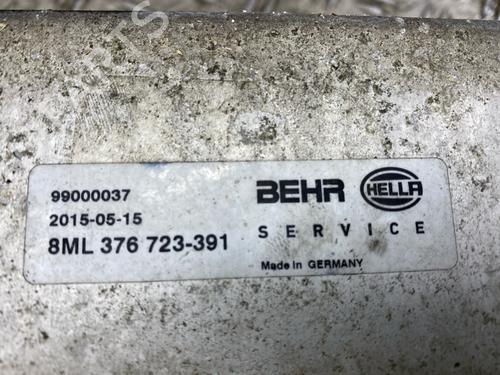 99000037
2015-05-15
8ML 376 723-391
BEHR HELLA
SERVICE
Made in GERMANY